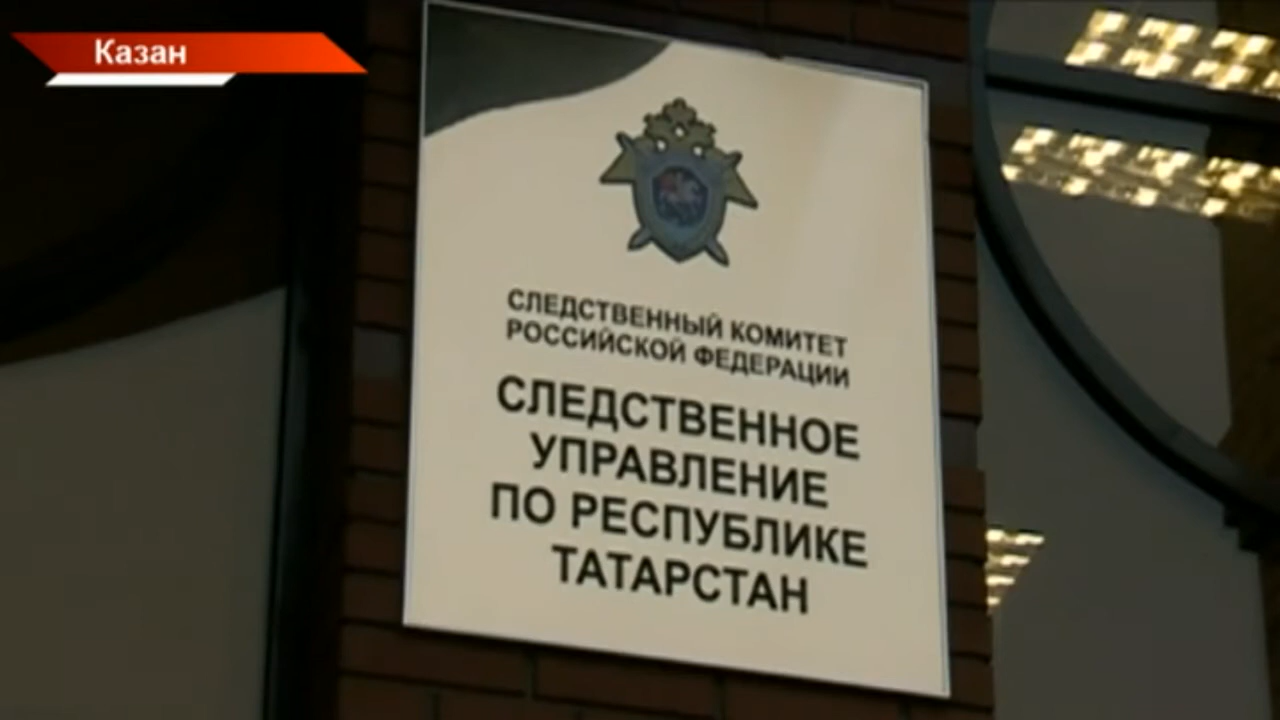 Казан
СЛЕДСТВЕННЫЙ КОМИТЕТ
РОССИЙСКОЙ ФЕДЕРАЦИИ
СЛЕДСТВЕННОЕ
УПРАВЛЕНИЕ
ПО РЕСПУБЛИКЕ
ТАТАРСТАН